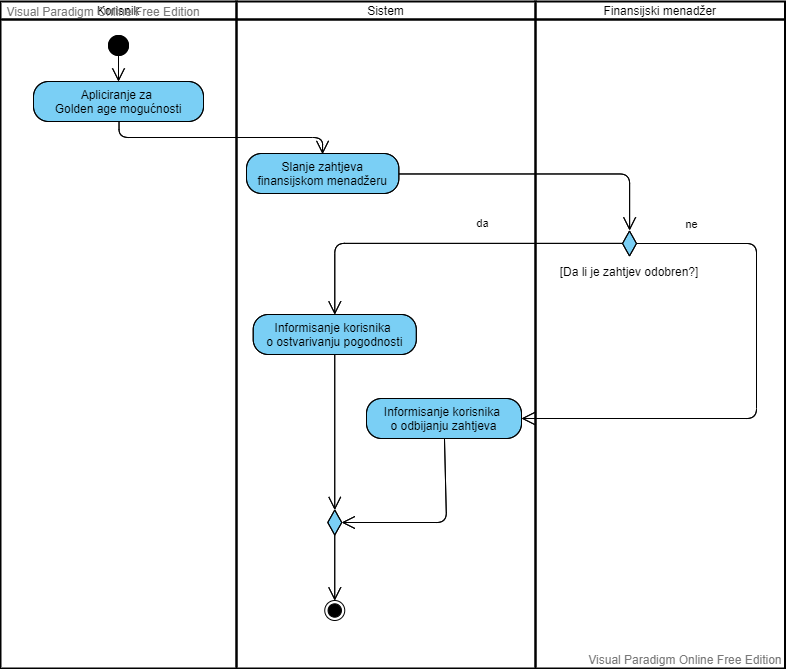 Visual Paradigm Online Free Edition
Korisnik
Sistem
Finansijski menadžer
Apliciranje za
Golden age mogućnosti
Slanje zahtjeva
finansijskom menadžeru
da
ne
[Da li je zahtjev odobren?]
Informisanje korisnika
o ostvarivanju pogodnosti
Informisanje korisnika
o odbijanju zahtjeva
Visual Paradigm Online Free Edition